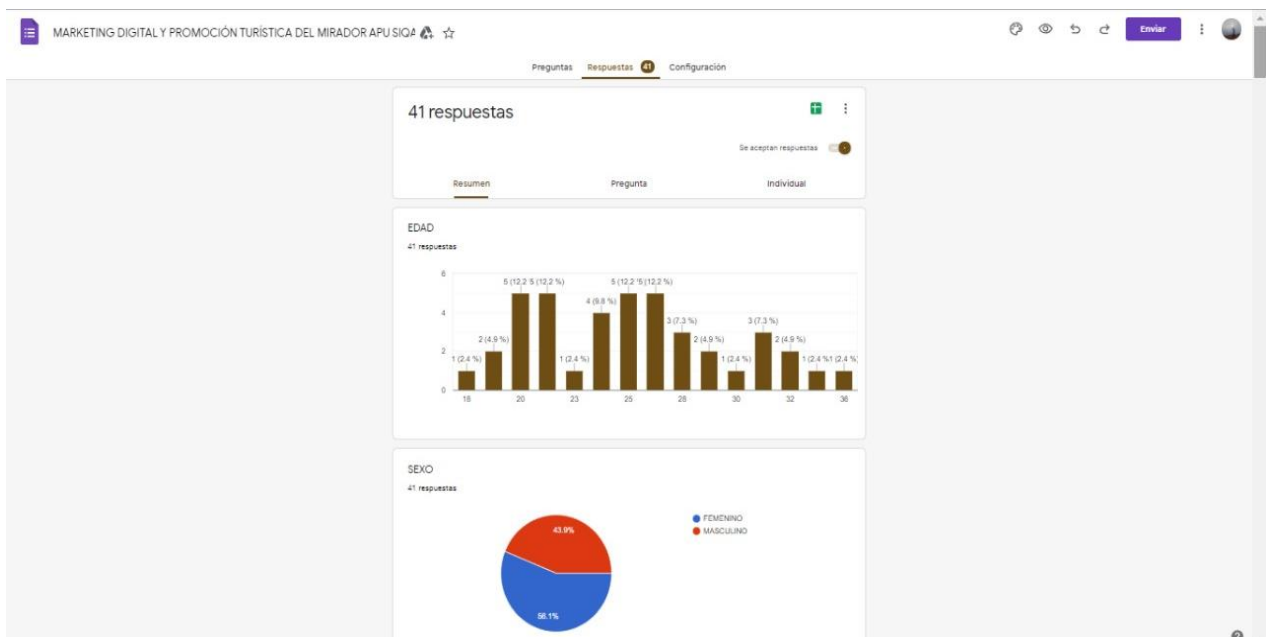 MARKETING DIGITAL Y PROMOCIÓN TURÍSTICA DEL MIRADOR APU SIQA
Enviar
Preguntas Respuestas 41 Configuración
41 respuestas
Se aceptan respuestas
Resumen Pregunta Individual
EDAD
41 respuestas
6
5 (12,2 5 (12,2 %) 5 (12,2 5 (12,2 %)
4 (9,8 %)
4
3 (7,3 %) 3 (7,3 %)
2 (4,9 %) 2 (4,9 %) 2 (4,9 %)
2
1 (2,4 %) 1 (2,4 %) 1 (2,4 %) 1 (2,4 %1 (2,4 %
0
18 20 23 25 28 30 32 36
SEXO
41 respuestas
FEMENINO
MASCULINO
43.9%
56.1%